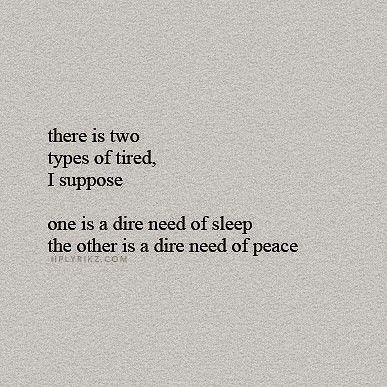 there is two
types of tired,
I suppose
one is a dire need of sleep
the other is a dire need of peace
HPLYRIKZ.COM